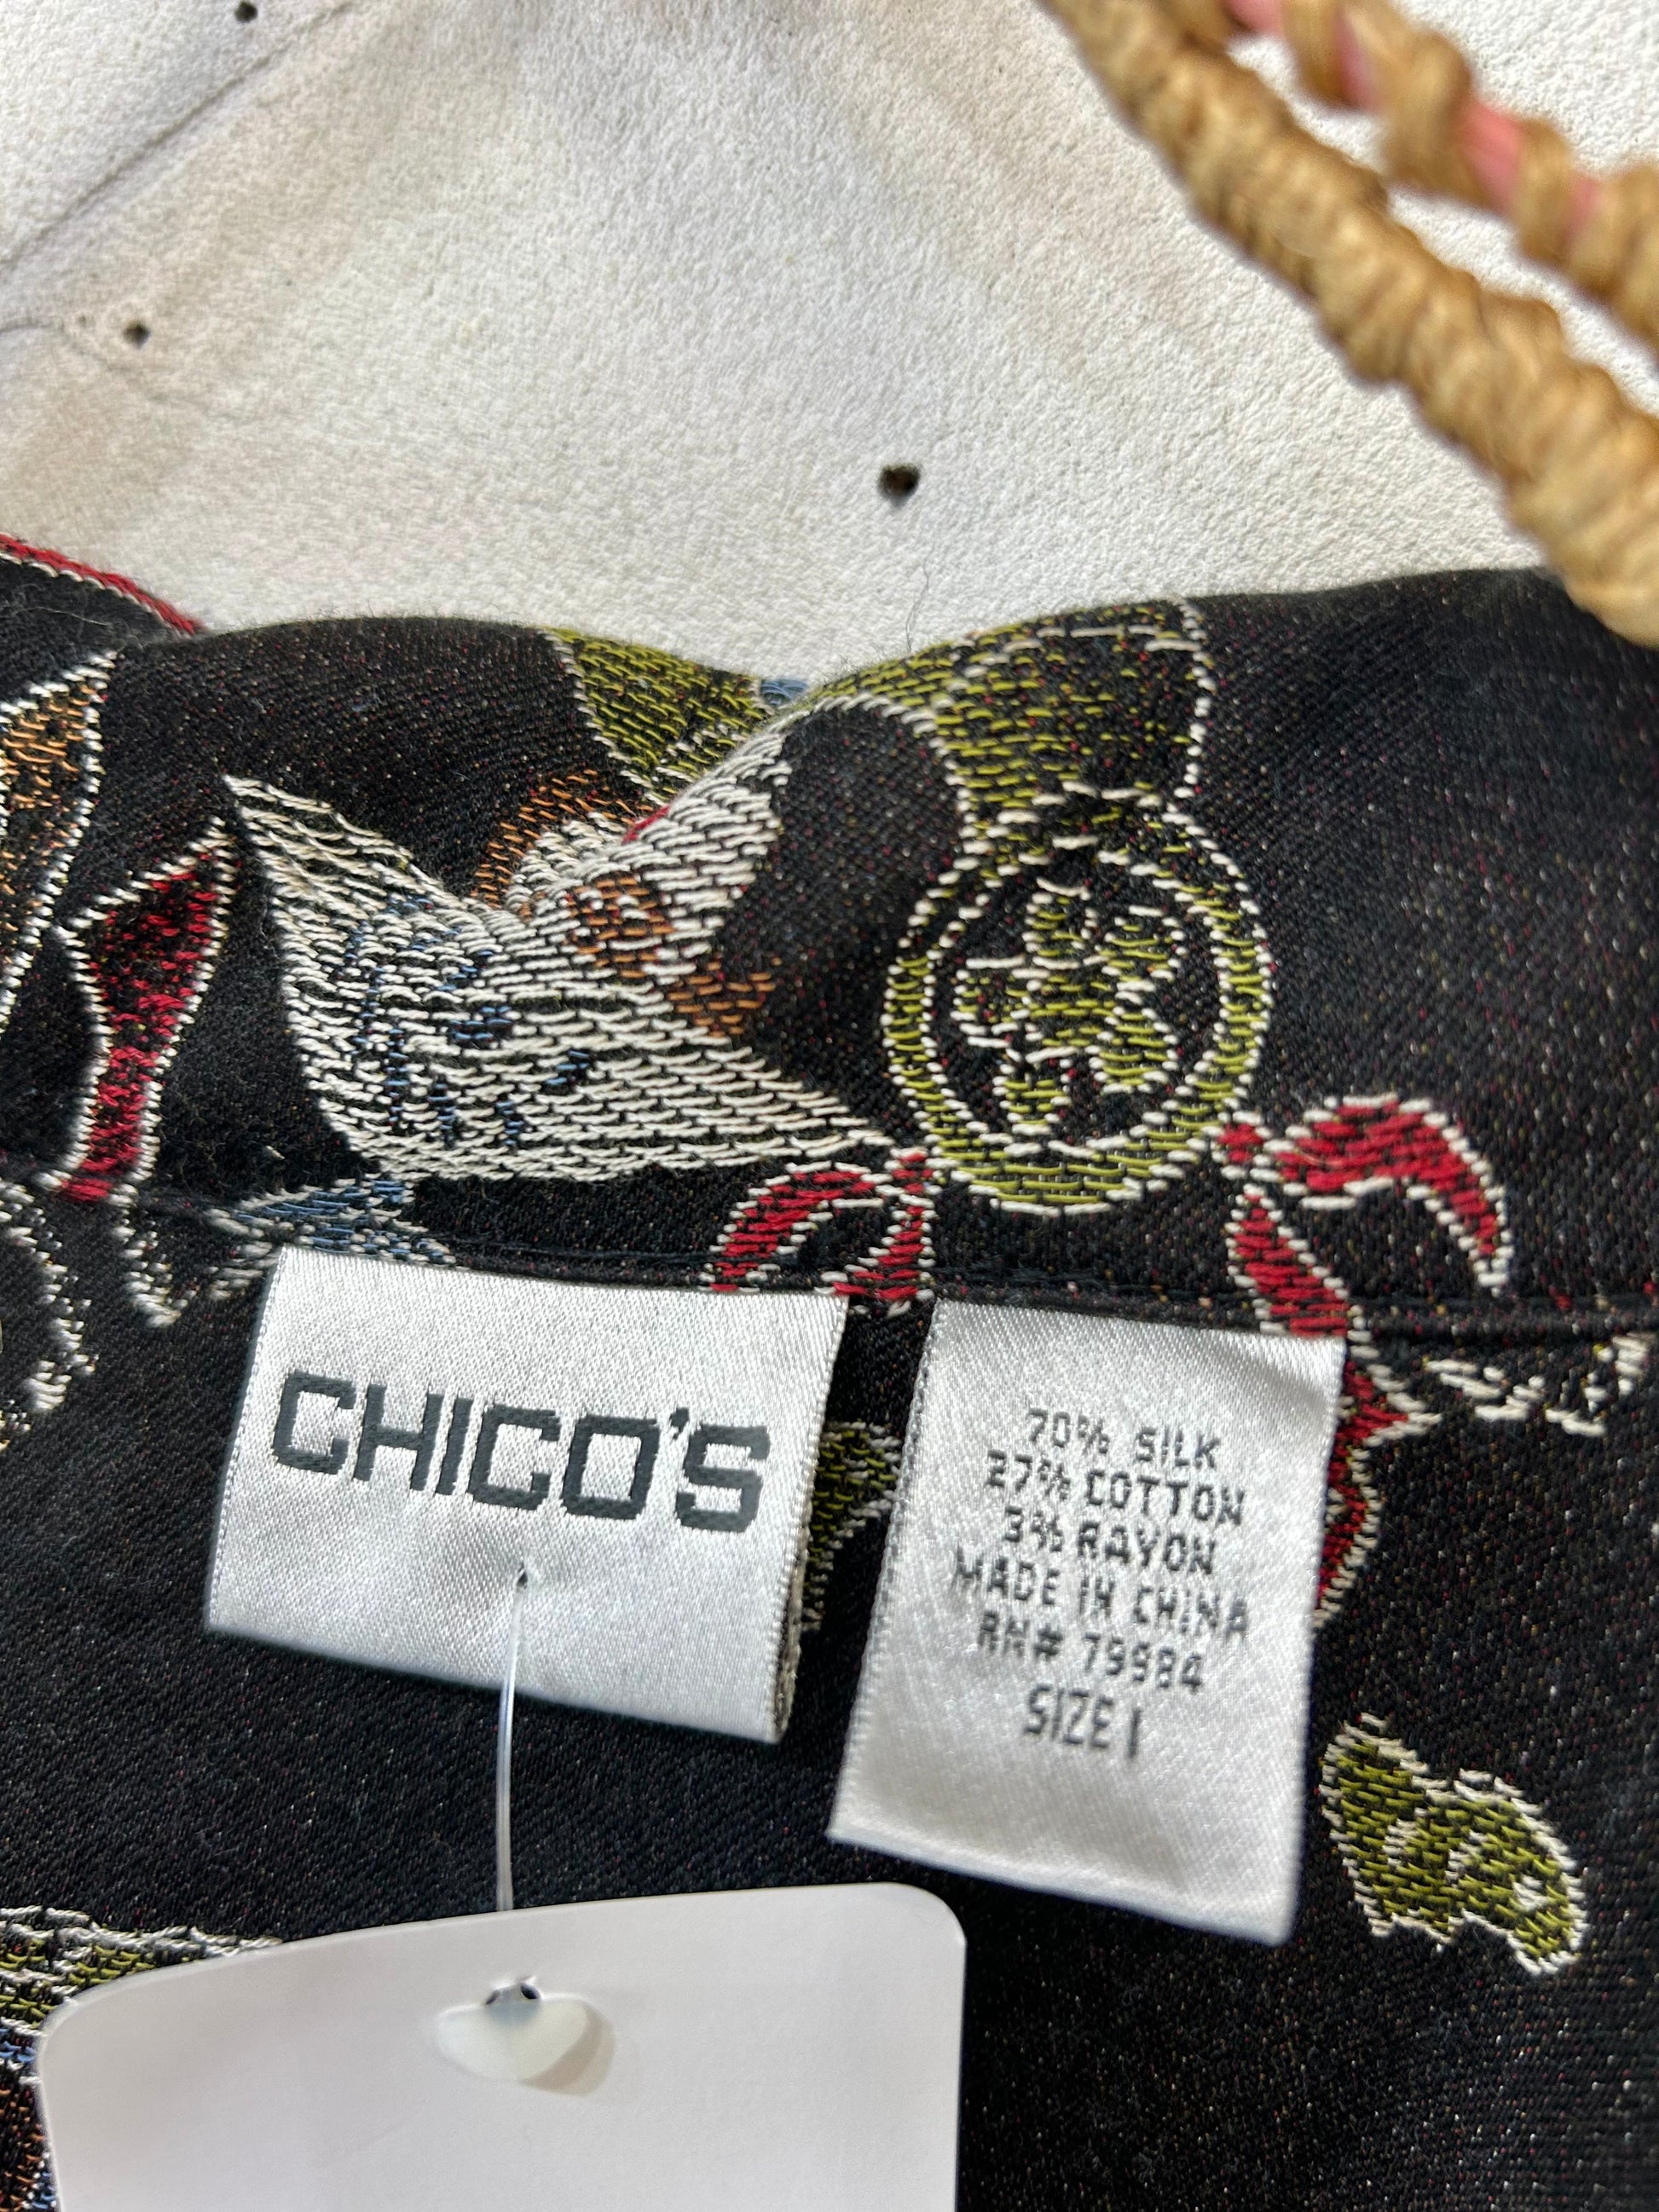 CHICO'S
70% SILK
27% COTTON
3% RAYON
MADE IN CHINA
RN# 79984
SIZE 1